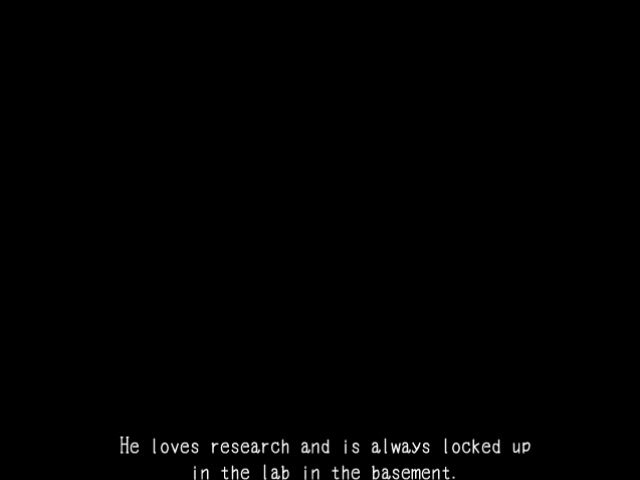 He loves research and is always locked up
in the lab in the basement.